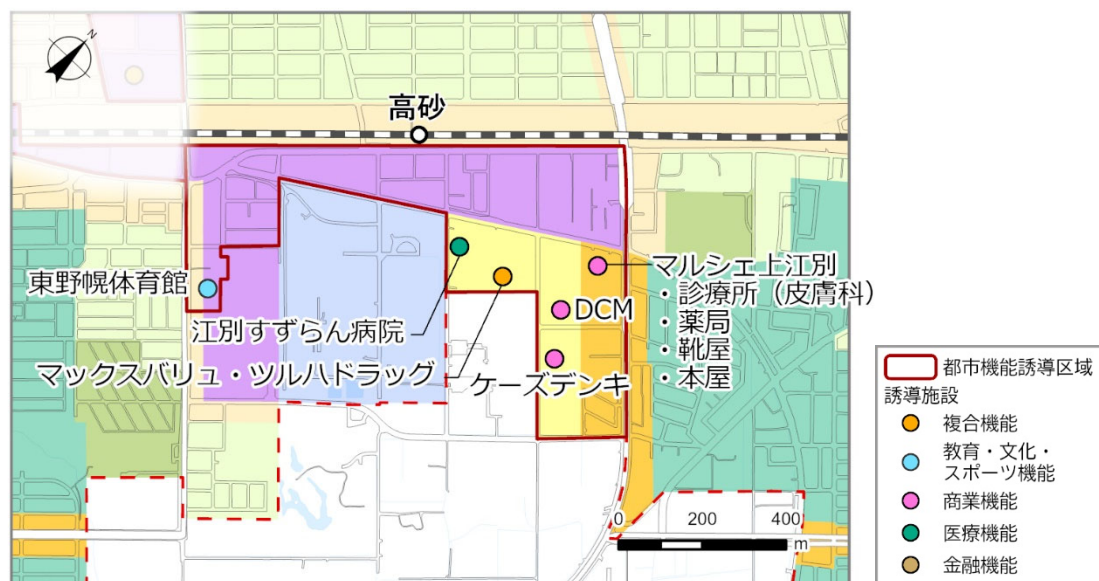 N
高砂
東野幌体育館
江別すずらん病院
マックスバリュ・ツルハドラッグ
ケーズデンキ
DCM
マルシェ上江別
・診療所（皮膚科）
・薬局
・靴屋
・本屋
0 200 400
m
都市機能誘導区域
誘導施設
複合機能
教育・文化・
スポーツ機能
商業機能
医療機能
金融機能